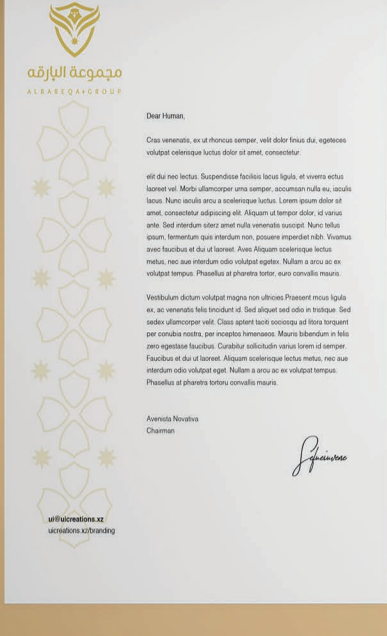 مجموعة البارقه
ALBAREQA♦GROUP
Dear Human,
Cras venenatis, ex ut rhoncus semper, velit dolor finius dui, egeteces
volutpat celerisque luctus dolor sit amet, consectetur.
elit dui nec lectus. Suspendisse facilisis lacus ligula, et viverra ectus
laoreet vel. Morbi ullamcorper urna semper, accumsan nulla eu, iaculis
lacus. Nunc iaculis arcu a scelerisque luctus. Lorem ipsum dolor sit
amet, consectetur adipiscing elit. Aliquam ut tempor dolor, id varius
ante. Sed interdum siterz amet nulla venenatis suscipit. Nunc tellus
ipsum, fermentum quis interdum non, posuere imperdiet nibh. Vivamus
avec faucibus et dui ut laoreet. Aves Aliquam scelerisque lectus
metus, nec aue interdum odio volutpat egetex. Nullam a arcu ac ex
volutpat tempus. Phasellus at pharetra tortor, euro convallis mauris.
Vestibulum dictum volutpat magna non ultricies.Praesent mcus ligula
ex, ac venenatis felis tincidunt id. Sed aliquet sed odio in tristique. Sed
sedex ullamcorper velit. Class aptent taciti sociosqu ad litora torquent
per conubia nostra, per inceptos himenaeos. Mauris bibendum in felis
zero egestase faucibus. Curabitur sollicitudin varius lorem id semper.
Faucibus et dui ut laoreet. Aliquam scelerisque lectus metus, nec aue
interdum odio volutpat eget. Nullam a arcu ac ex volutpat tempus.
Phasellus at pharetra tortoru convallis mauris.
Avenista Novativa
Chairman
ui@uicreations.xz
uicreations.xz/branding